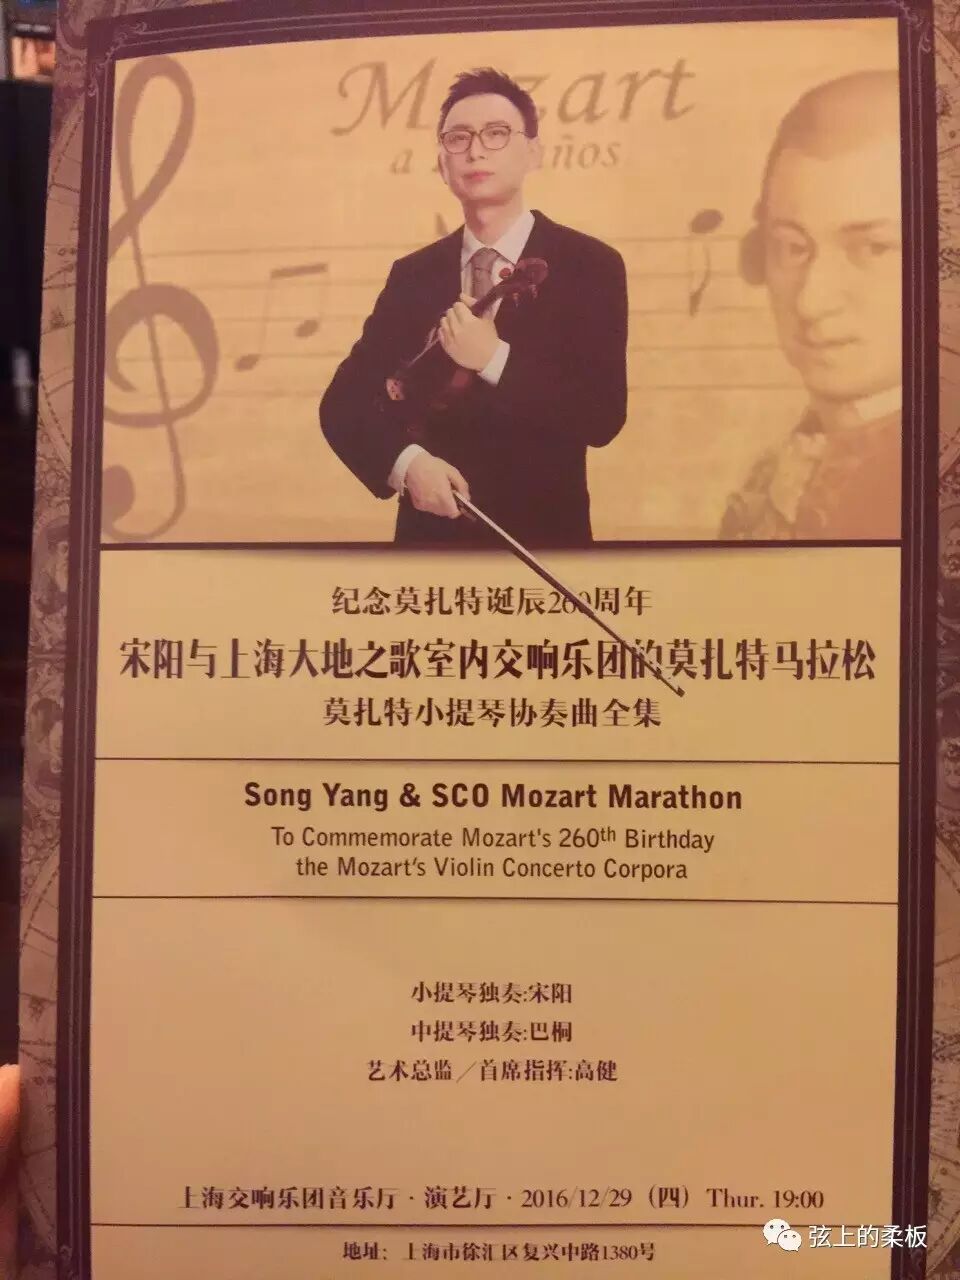 Mozart
a
años
纪念莫扎特诞辰260周年
宋阳与上海大地之歌室内交响乐团的莫扎特马拉松
莫扎特小提琴协奏曲全集
Song Yang & SCO Mozart Marathon
To Commemorate Mozart's 260th Birthday
the Mozart's Violin Concerto Corpora
小提琴独奏:宋阳
中提琴独奏:巴桐
艺术总监／首席指挥:高健
上海交响乐团音乐厅·演艺厅·2016/12/29（四）Thur. 19:00
地址：上海市徐汇区复兴中路1380号
弦上的柔板